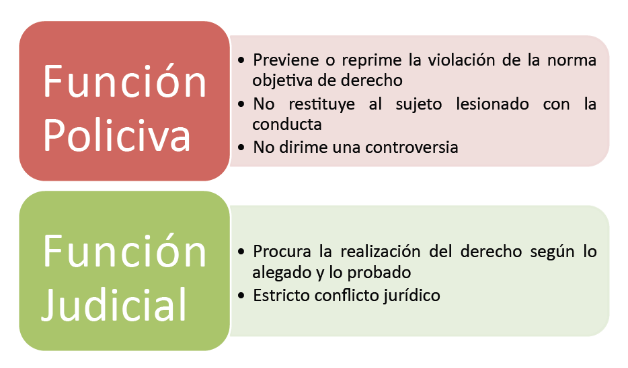 Función
Policiva
• Previene o reprime la violación de la norma
objetiva de derecho
• No restituye al sujeto lesionado con la
conducta
• No dirime una controversia
Función
Judicial
• Procura la realización del derecho según lo
alegado y lo probado
• Estricto conflicto jurídico